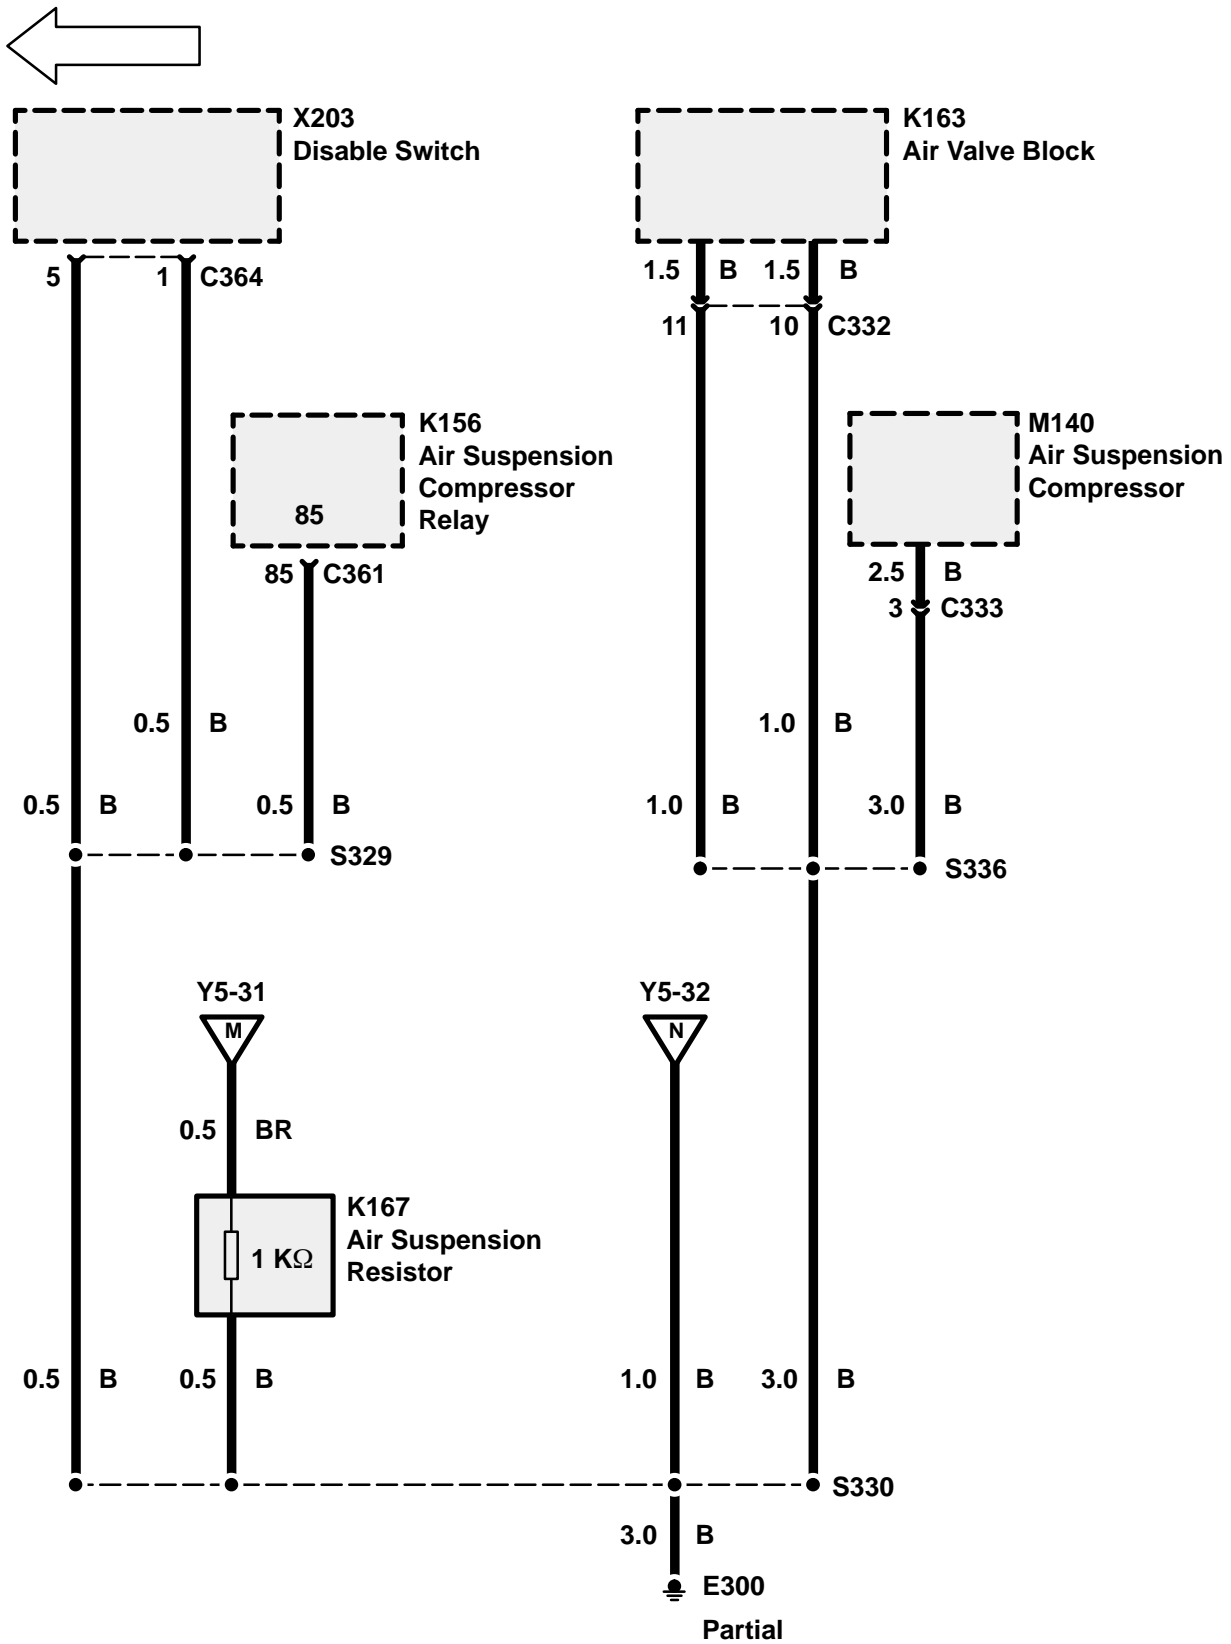 X203
Disable Switch
K163
Air Valve Block
5 1 C364
1.5 B 1.5 B
11 10 C332
K156
Air Suspension
Compressor
Relay
85
85 C361
M140
Air Suspension
Compressor
2.5 B
3 C333
0.5 B
1.0 B
0.5 B 0.5 B
1.0 B 3.0 B
S329
S336
Y5-31
M
Y5-32
N
0.5 BR
K167
Air Suspension
Resistor
1 KΩ
0.5 B 0.5 B
1.0 B 3.0 B
S330
3.0 B
E300
Partial